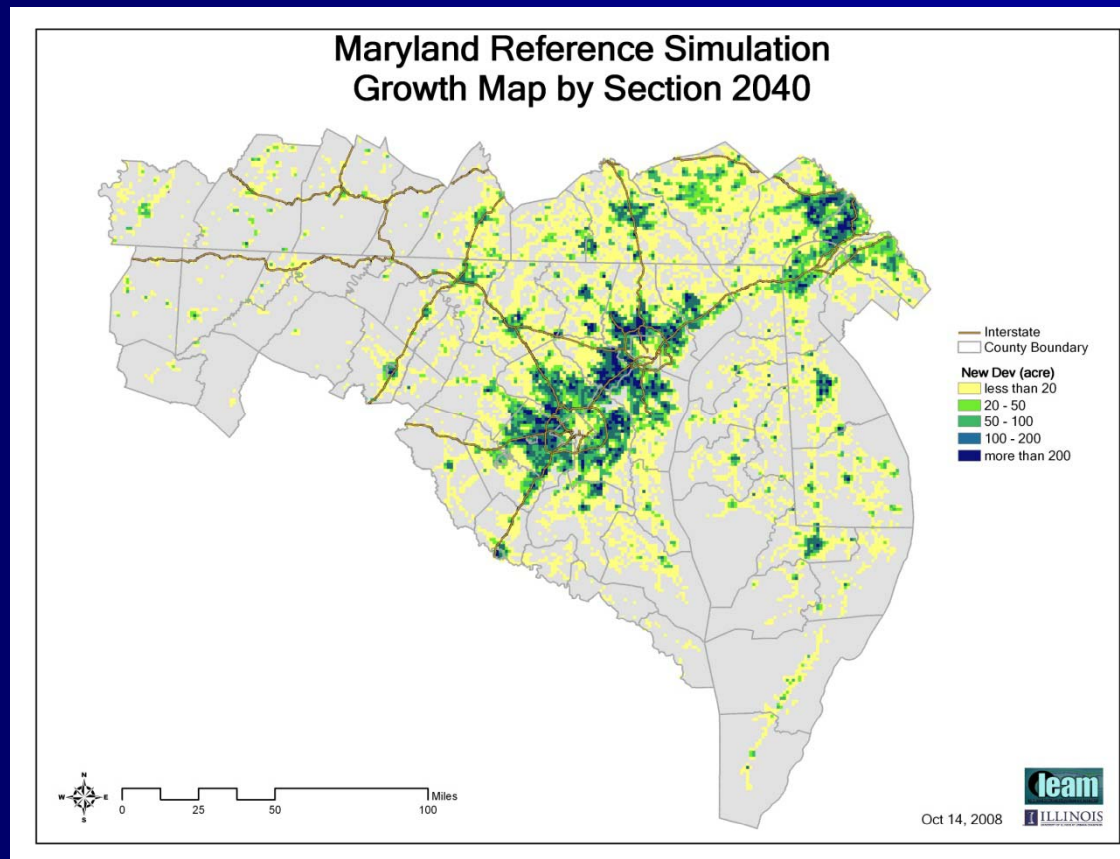 Maryland Reference Simulation
Growth Map by Section 2040
Interstate
County Boundary
New Dev (acre)
less than 20
20 - 50
50 - 100
100 - 200
more than 200
N
W E
S
Miles
0 25 50 100
Oct 14, 2008
leam
ILLINOIS